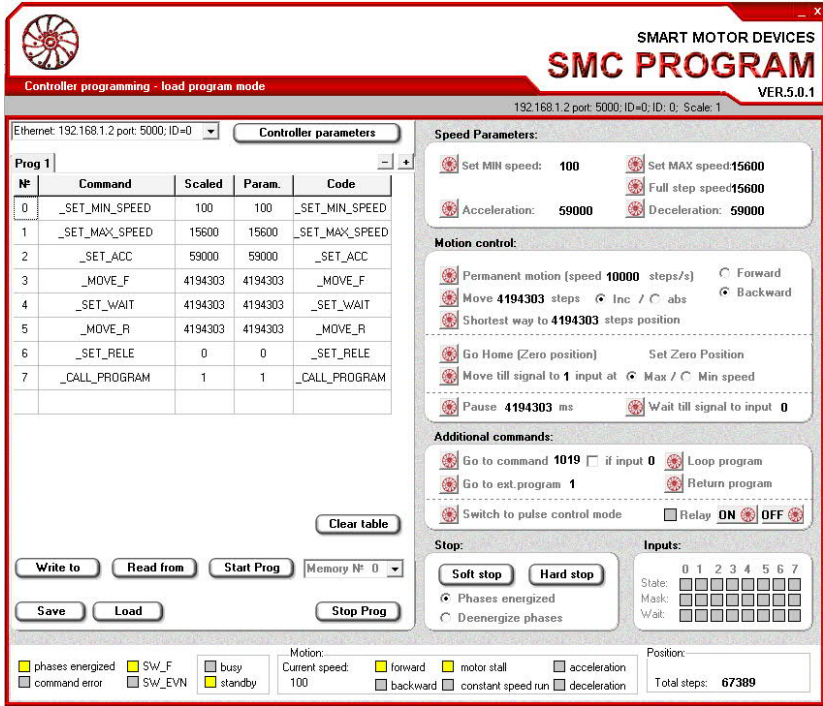 _ x
SMART MOTOR DEVICES
SMC PROGRAM
VER.5.0.1
Controller programming - load program mode
192.168.1.2 port: 5000; ID=0; ID: 0; Scale: 1
Ethernet: 192.168.1.2 port: 5000; ID=0
Controller parameters
Prog 1
- +
№ Command Scaled Param. Code
0 _SET_MIN_SPEED 100 100 _SET_MIN_SPEED
1 _SET_MAX_SPEED 15600 15600 _SET_MAX_SPEED
2 _SET_ACC 59000 59000 _SET_ACC
3 _MOVE_F 4194303 4194303 _MOVE_F
4 _SET_WAIT 4194303 4194303 _SET_WAIT
5 _MOVE_R 4194303 4194303 _MOVE_R
6 _SET_RELE 0 0 _SET_RELE
7 _CALL_PROGRAM 1 1 _CALL_PROGRAM
Clear table
Write to Read from Start Prog Memory № 0
Save Load Stop Prog
Speed Parameters:
Set MIN speed: 100 Set MAX speed:15600
Full step speed15600
Acceleration: 59000 Deceleration: 59000
Motion control:
Permanent motion (speed 10000 steps/s) Forward
Move 4194303 steps Inc / abs Backward
Shortest way to 4194303 steps position
Go Home (Zero position) Set Zero Position
Move till signal to 1 input at Max / Min speed
Pause 4194303 ms Wait till signal to input 0
Additional commands:
Go to command 1019 if input 0 Loop program
Go to ext.program 1 Return program
Switch to pulse control mode Relay ON OFF
Stop:
Soft stop Hard stop
Phases energized
Deenergize phases
Inputs:
0 1 2 3 4 5 6 7
State:
Mask:
Wait:
phases energized SW_F busy
command error SW_EVN standby
Motion:
Current speed: forward motor stall acceleration
100 backward constant speed run deceleration
Position:
Total steps: 67389